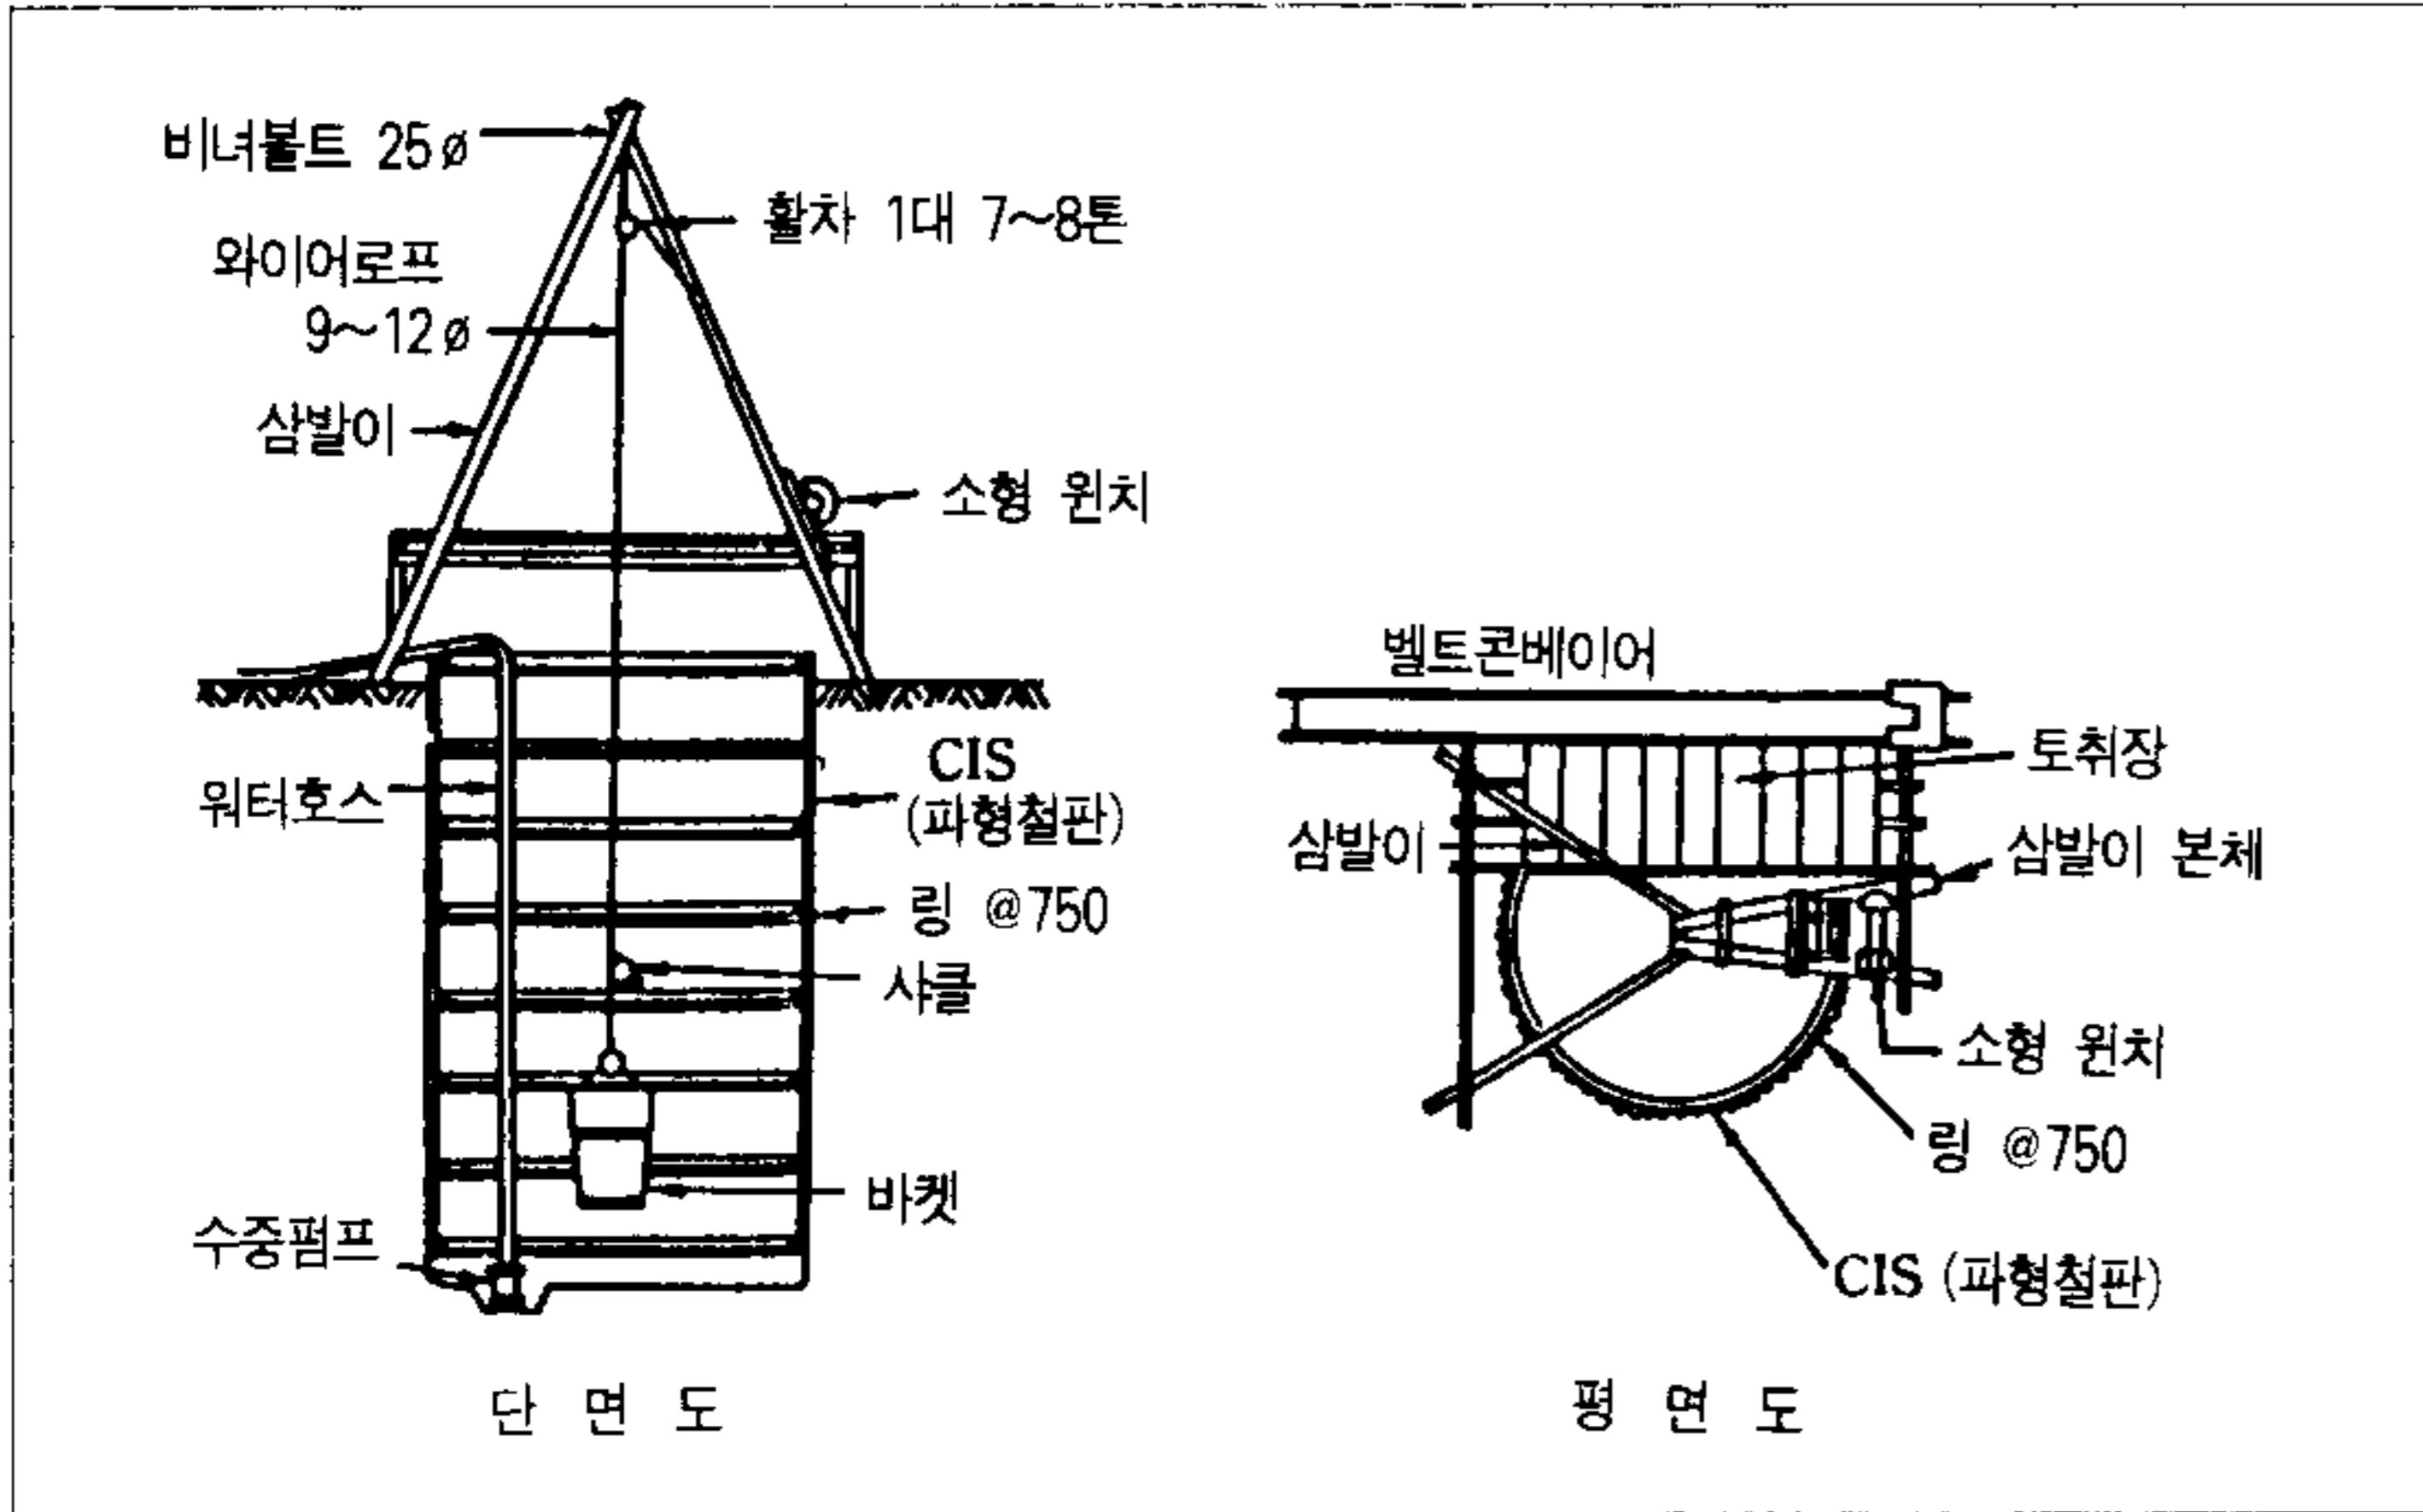 비녀볼트 25ø
활차 1대 7~8톤
와이어로프
9~12ø
삼발이
소형 윈치
워터호스
CIS
(파형철판)
링 @750
샤클
바켓
수중펌프
단 면 도
벨트콘베이어
토취장
삼발이
삼발이 본체
소형 윈치
링 @750
CIS (파형철판)
평 면 도